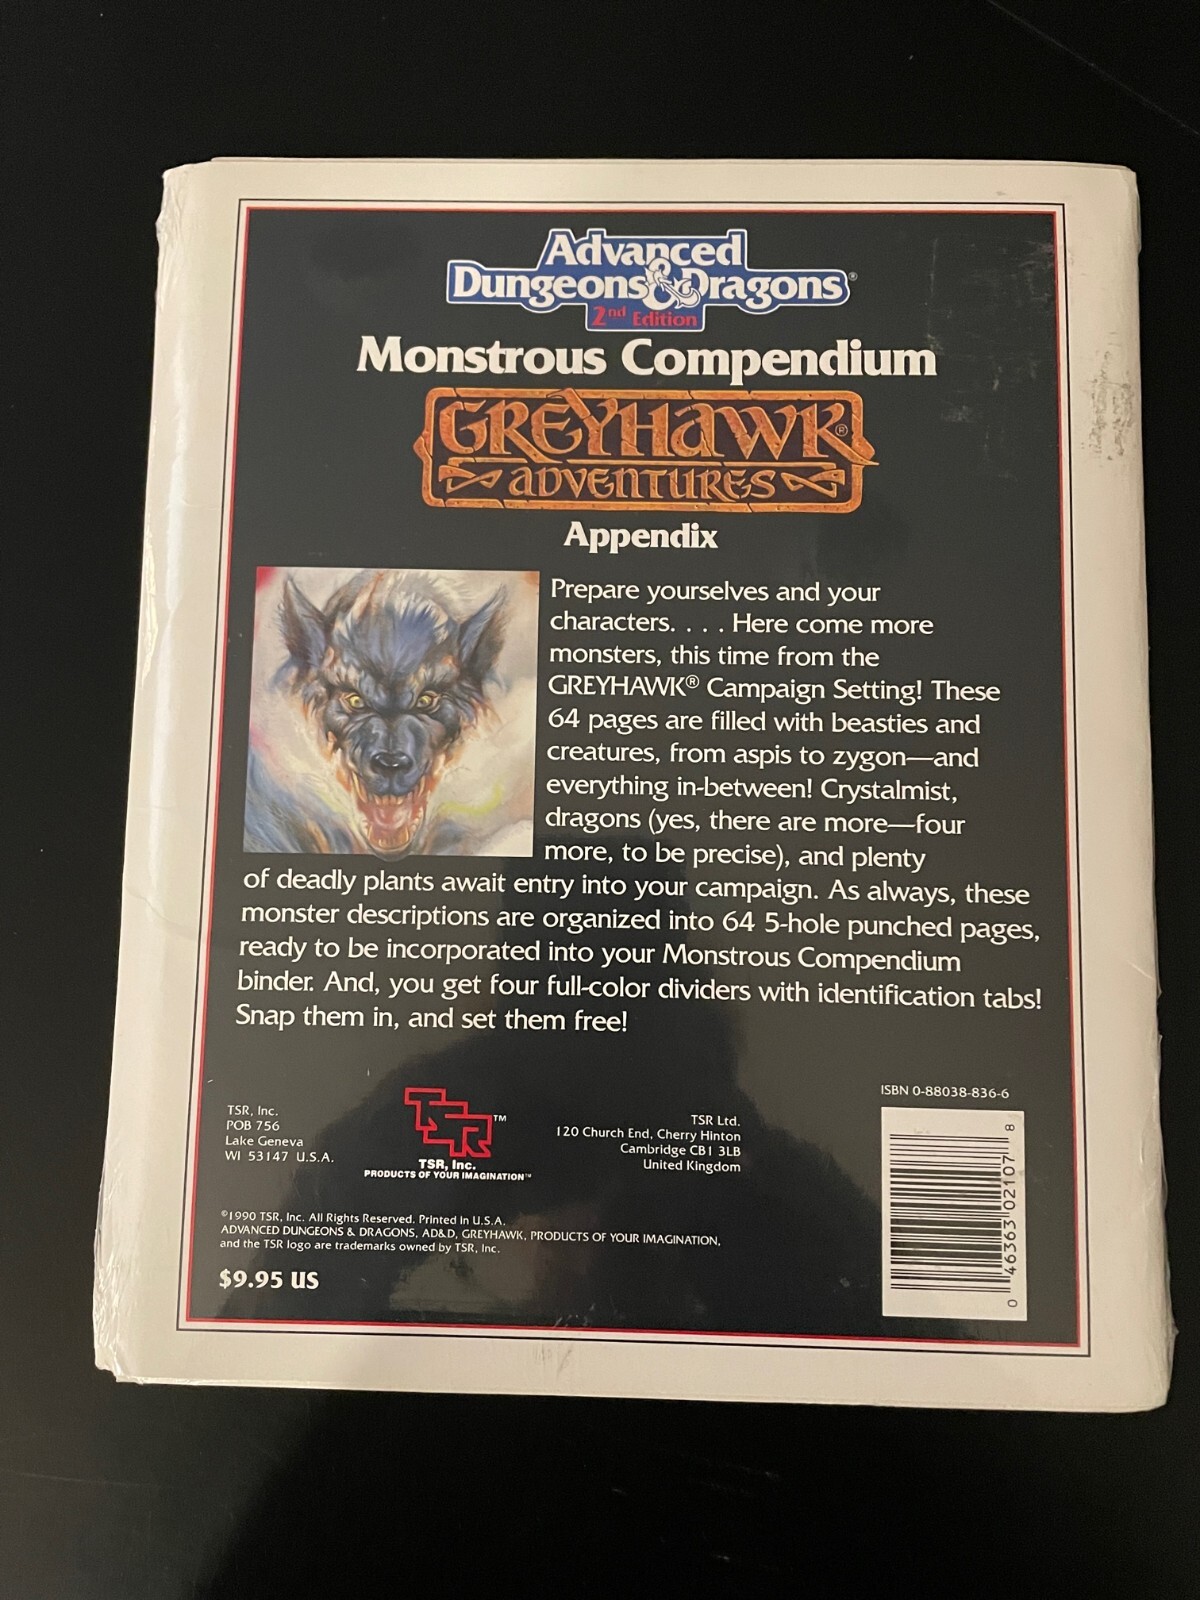 Advanced
Dungeons & Dragons®
2nd Edition
Monstrous Compendium
GREYHAWK®
ADVENTURES
Appendix
Prepare yourselves and your
characters. . . . Here come more
monsters, this time from the
GREYHAWK® Campaign Setting! These
64 pages are filled with beasties and
creatures, from aspis to zygon—and
everything in-between! Crystalmist,
dragons (yes, there are more—four
more, to be precise), and plenty
of deadly plants await entry into your campaign. As always, these
monster descriptions are organized into 64 5-hole punched pages,
ready to be incorporated into your Monstrous Compendium
binder. And, you get four full-color dividers with identification tabs!
Snap them in, and set them free!
TSR, Inc.
POB 756
Lake Geneva
WI 53147 U.S.A.
TSR™
TSR, Inc.
PRODUCTS OF YOUR IMAGINATION™
TSR Ltd.
120 Church End, Cherry Hinton
Cambridge CB1 3LB
United Kingdom
ISBN 0-88038-836-6
0 46363 02107 8
©1990 TSR, Inc. All Rights Reserved. Printed in U.S.A.
ADVANCED DUNGEONS & DRAGONS, AD&D, GREYHAWK, PRODUCTS OF YOUR IMAGINATION,
and the TSR logo are trademarks owned by TSR, Inc.
$9.95 US